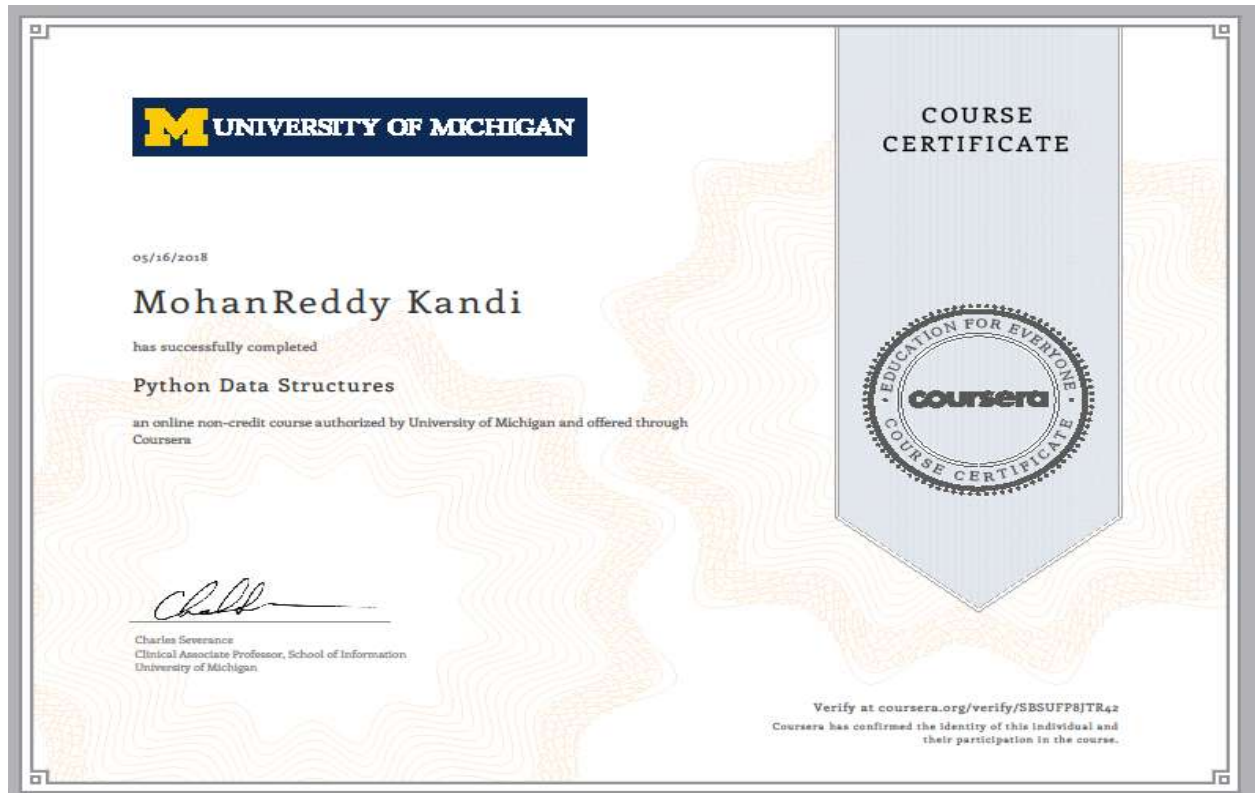 M UNIVERSITY OF MICHIGAN
COURSE
CERTIFICATE
05/16/2018
MohanReddy Kandi
has successfully completed
Python Data Structures
an online non-credit course authorized by University of Michigan and offered through
Coursera
EDUCATION FOR EVERYONE
coursera
COURSE CERTIFICATE
Charles Severance
Clinical Associate Professor, School of Information
University of Michigan
Verify at coursera.org/verify/SBSUFP8JTR42
Coursera has confirmed the identity of this individual and
their participation in the course.